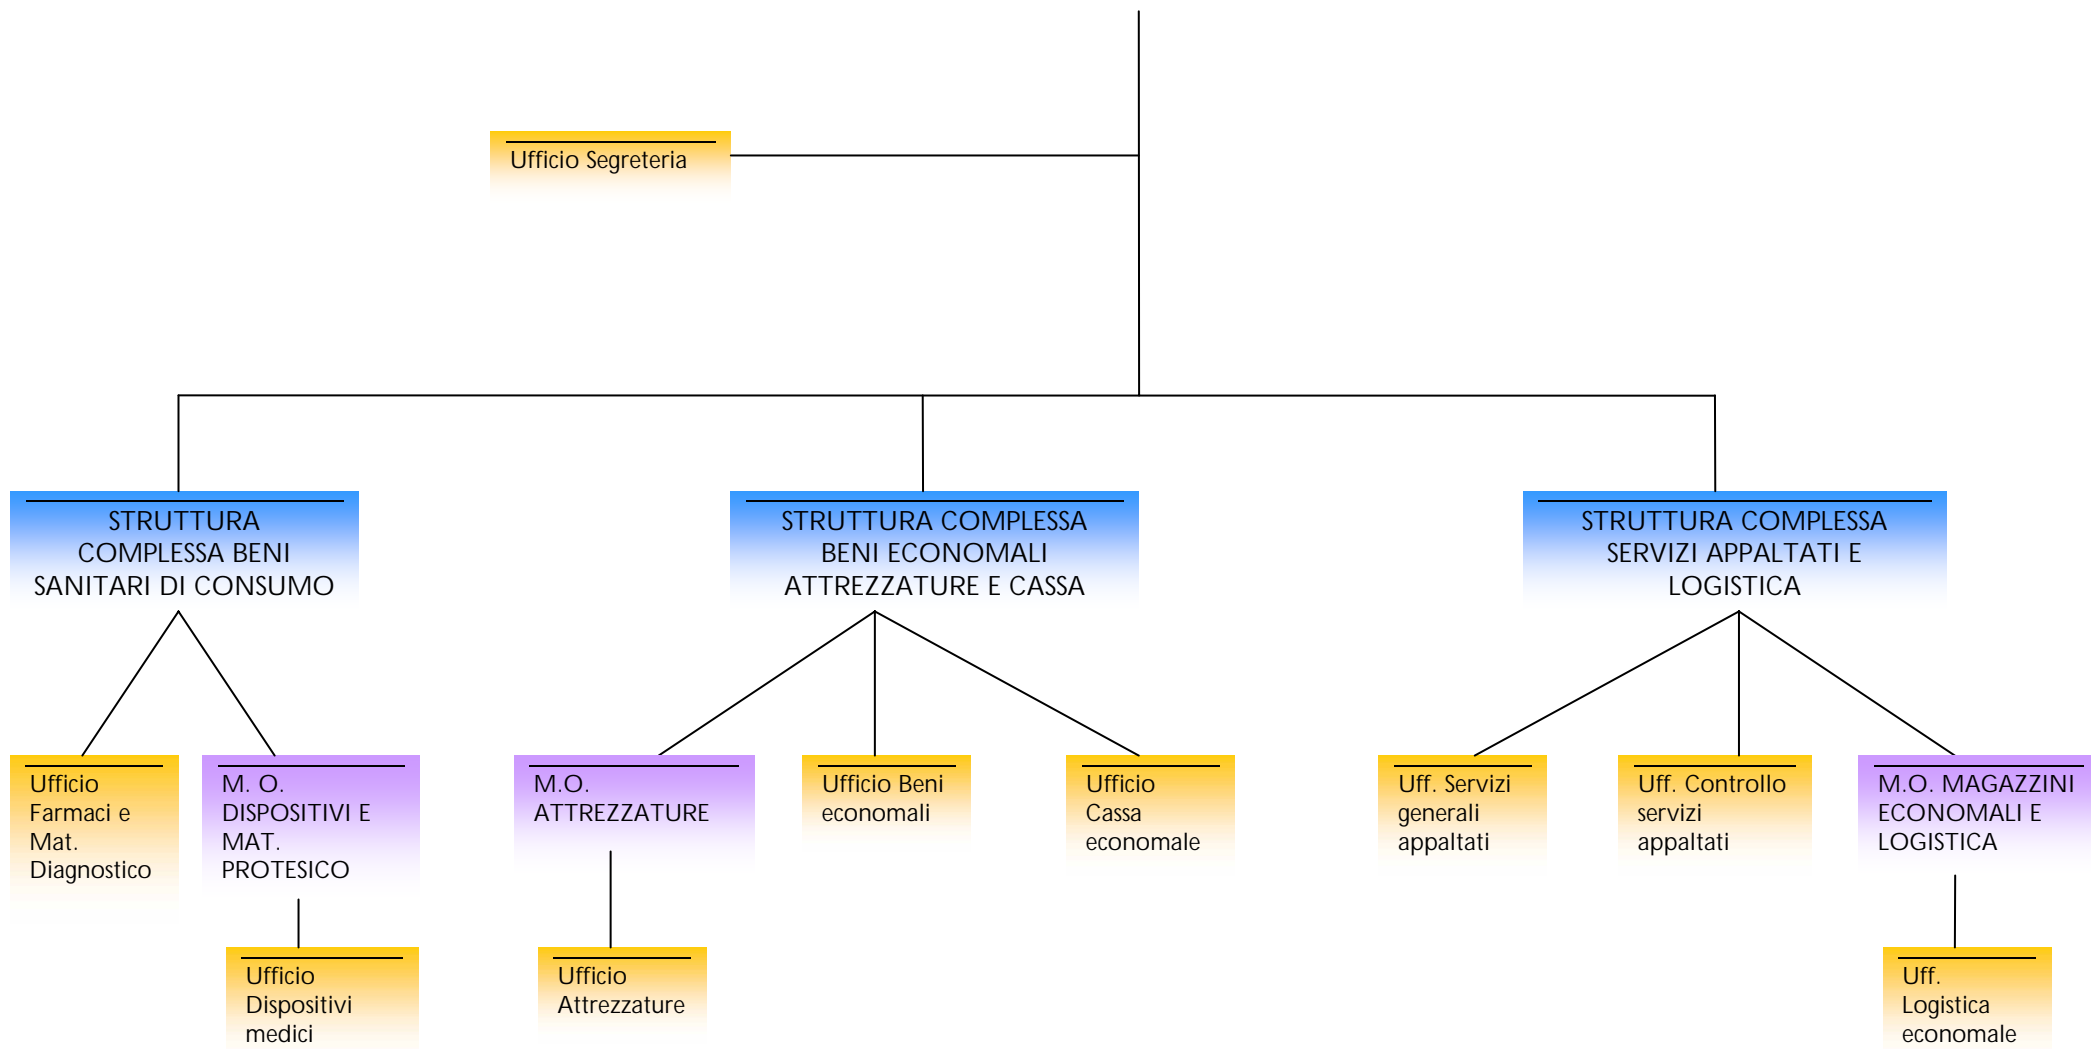 Ufficio Segreteria
STRUTTURA
COMPLESSA BENI
SANITARI DI CONSUMO
STRUTTURA COMPLESSA
BENI ECONOMALI
ATTREZZATURE E CASSA
STRUTTURA COMPLESSA
SERVIZI APPALTATI E
LOGISTICA
Ufficio
Farmaci e
Mat.
Diagnostico
M. O.
DISPOSITIVI E
MAT.
PROTESICO
M.O.
ATTREZZATURE
Ufficio Beni
economali
Ufficio
Cassa
economale
Uff. Servizi
generali
appaltati
Uff. Controllo
servizi
appaltati
M.O. MAGAZZINI
ECONOMALI E
LOGISTICA
Ufficio
Dispositivi
medici
Ufficio
Attrezzature
Uff.
Logistica
economale